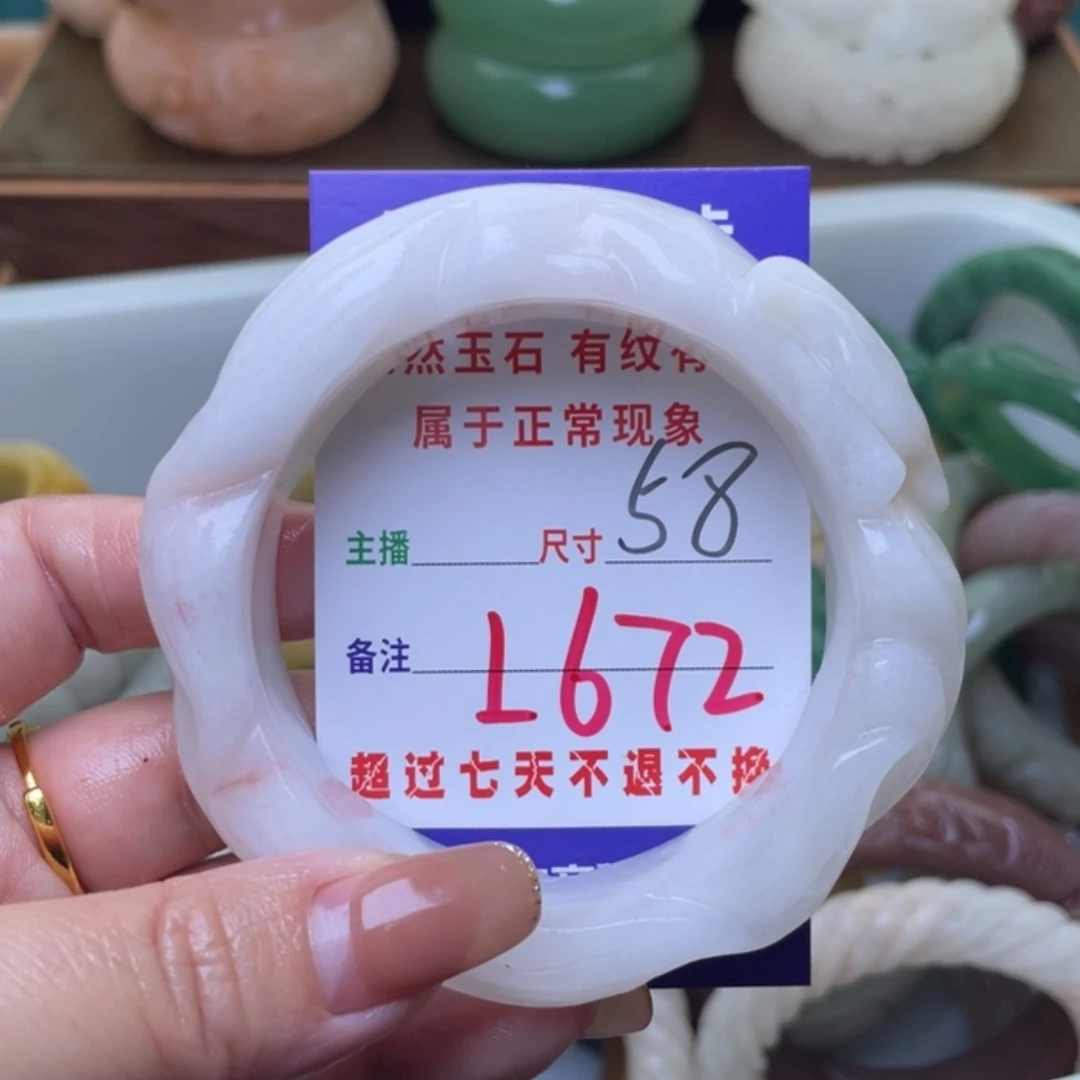 然玉石 有纹有
属于正常现象
主播 尺寸 58
备注 1672
超过七天不退不换